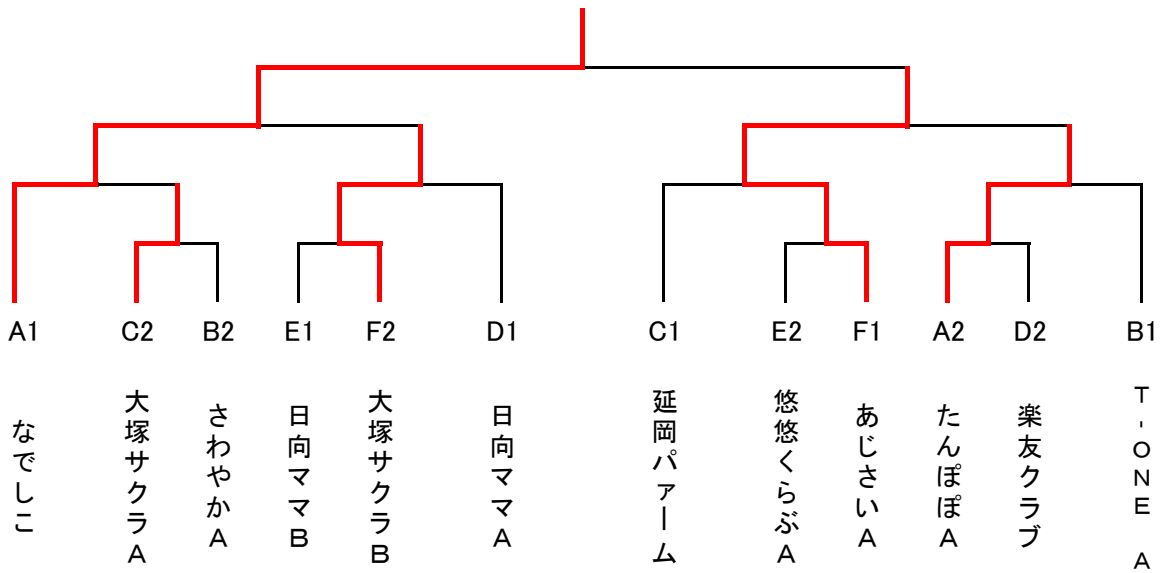 A1
C2
B2
E1
F2
D1
C1
E2
F1
A2
D2
B1
なでしこ
大塚サクラA
さわやかA
日向ママB
大塚サクラB
日向ママA
延岡パァーム
悠悠くらぶA
あじさいA
たんぽぽA
楽友クラブ
T-ONE A